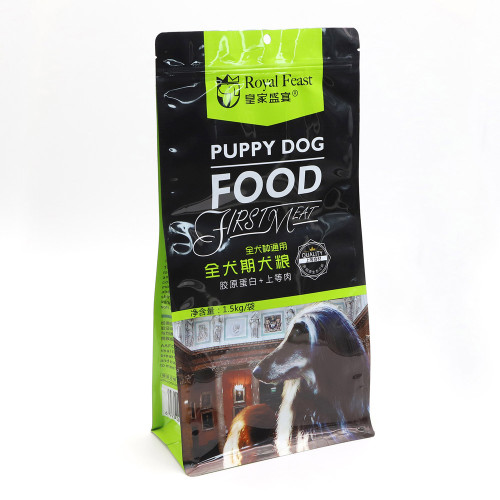 Royal Feast
皇家盛宴®
PUPPY DOG
FOOD
FIRST MEAT
全犬种通用
全犬期犬粮
胶原蛋白+上等肉
QUALITY
净含量:1.5kg/袋